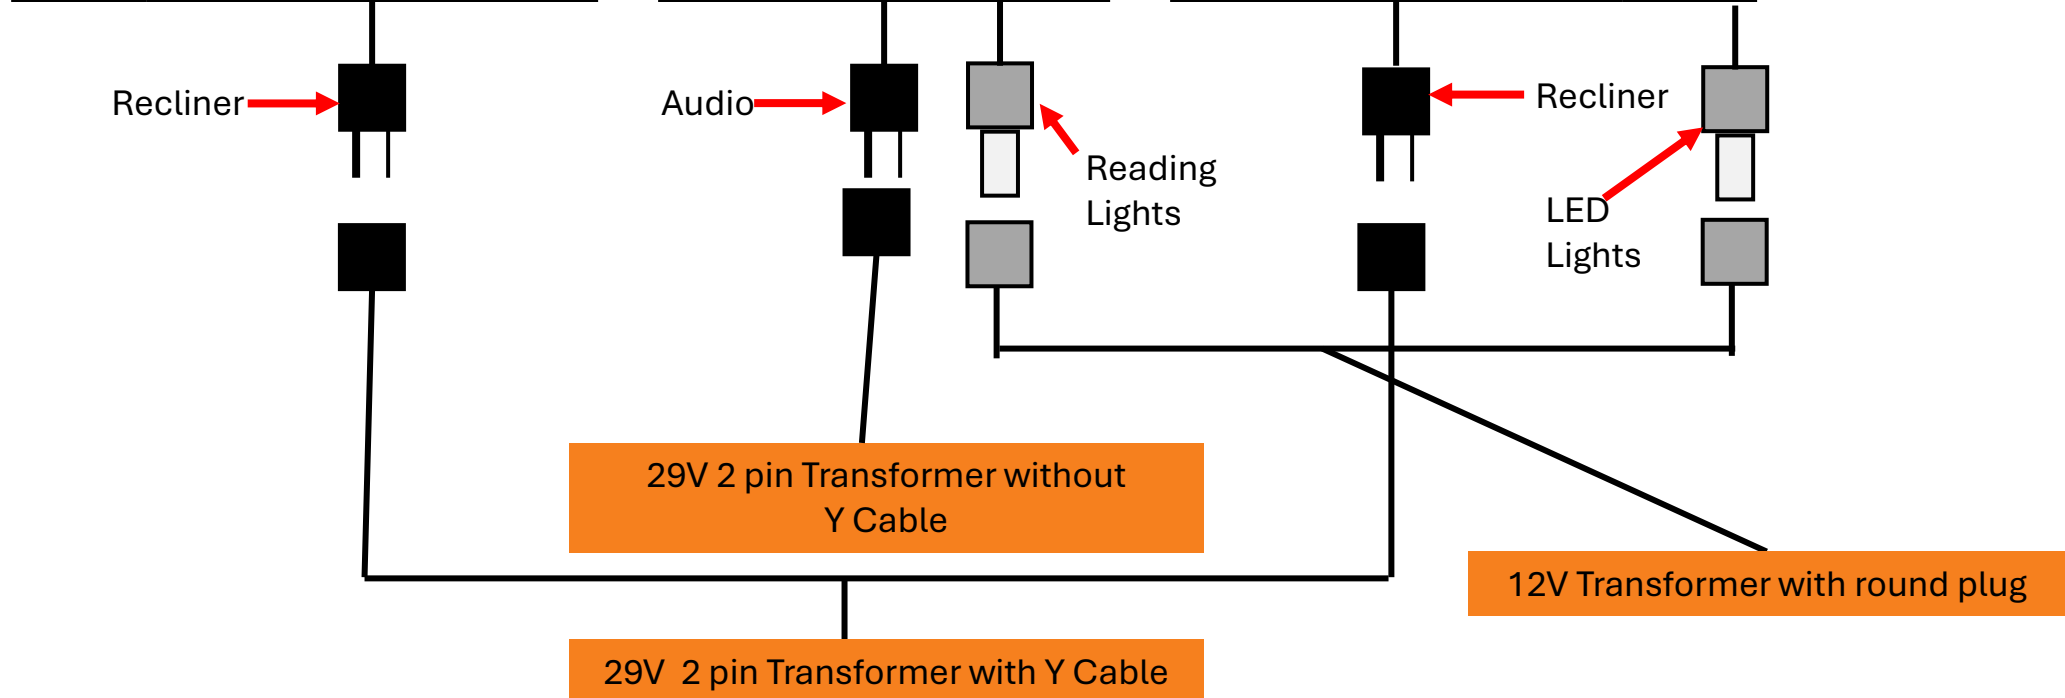 Recliner
Audio
Recliner
Reading
Lights
LED
Lights
29V 2 pin Transformer without
Y Cable
12V Transformer with round plug
29V  2 pin Transformer with Y Cable